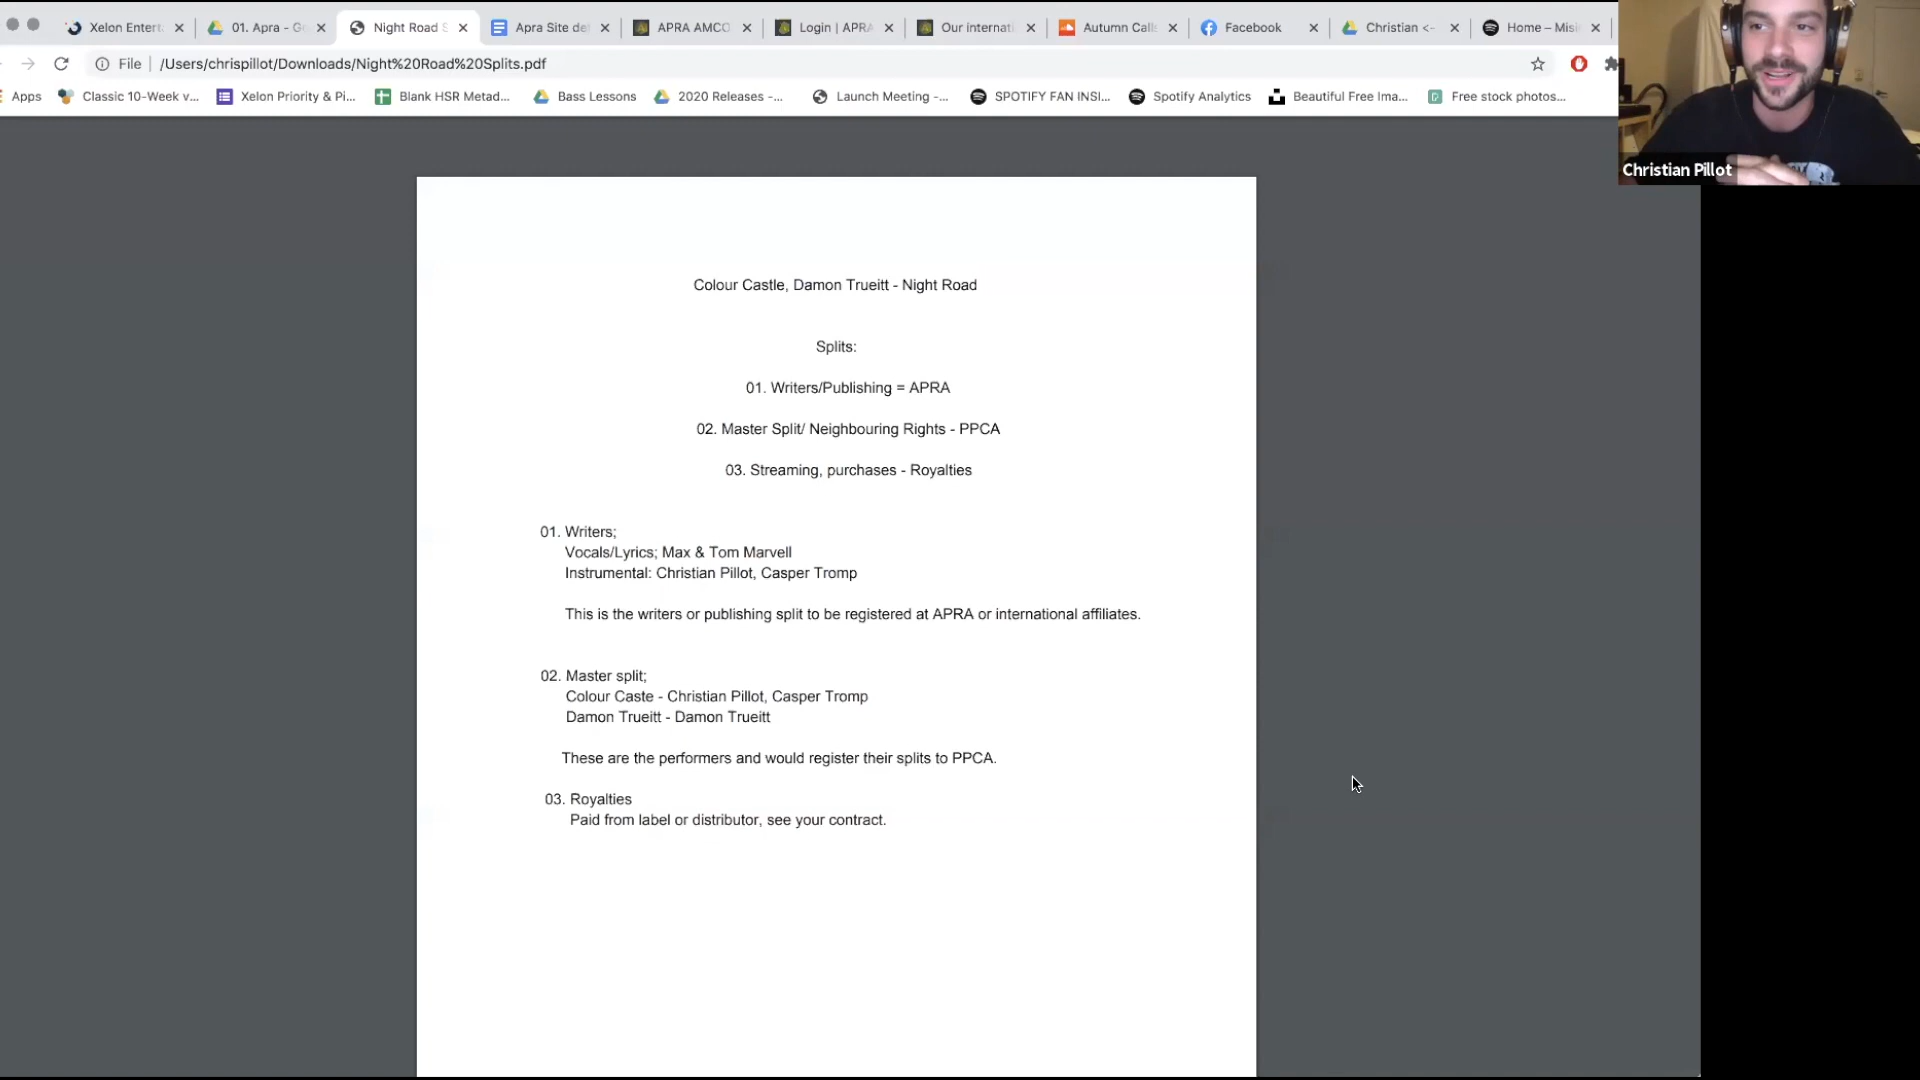 Xelon Entert
01. Apra - Go
Night Road S
Apra Site de
APRA AMCO
Login | APRA
Our internati
Autumn Calls
Facebook
Christian <-
Home – Misi
File
/Users/chrispillot/Downloads/Night%20Road%20Splits.pdf
Apps
Classic 10-Week v...
Xelon Priority & Pi...
Blank HSR Metad...
Bass Lessons
2020 Releases -...
Launch Meeting -...
SPOTIFY FAN INSI...
Spotify Analytics
Beautiful Free Ima...
Free stock photos...
Christian Pillot
Colour Castle, Damon Trueitt - Night Road
Splits:
01. Writers/Publishing = APRA
02. Master Split/ Neighbouring Rights - PPCA
03. Streaming, purchases - Royalties
01. Writers;
Vocals/Lyrics; Max & Tom Marvell
Instrumental: Christian Pillot, Casper Tromp
This is the writers or publishing split to be registered at APRA or international affiliates.
02. Master split;
Colour Caste - Christian Pillot, Casper Tromp
Damon Trueitt - Damon Trueitt
These are the performers and would register their splits to PPCA.
03. Royalties
Paid from label or distributor, see your contract.